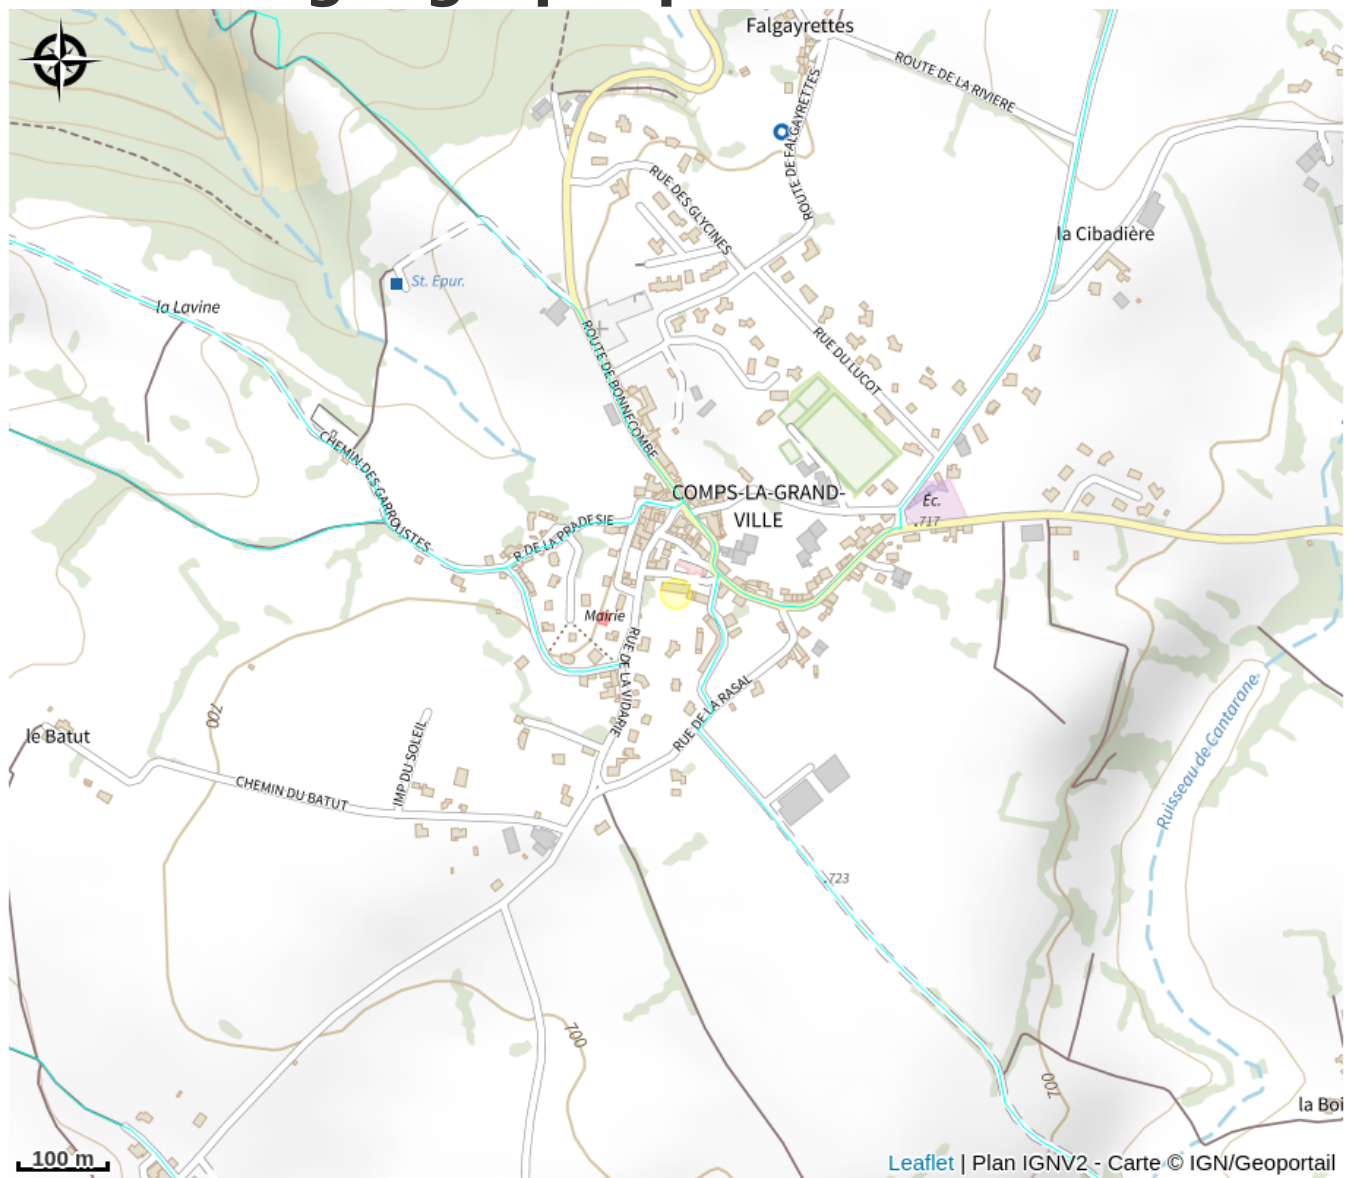 Falgayrettes
ROUTE DE LA RIVIERE
ROUTE DE FALGAYRETTES
RUE DES GLYCINES
la Cibadière
St. Epur.
la Lavine
ROUTE DE BONNECOMBE
RUE DU LUCOT
CHEMIN DES GARROUSTES
COMPS-LA-GRAND-
VILLE
Éc.
717
R DE LA PRADESIE
Mairie
RUE DE LA VIDARIE
RUE DE LA RASAL
Ruisseau de Cantarane
700
le Batut
IMP DU SOLEIL
CHEMIN DU BATUT
723
700
700
la Boi
100 m
Leaflet | Plan IGNV2 - Carte © IGN/Geoportail